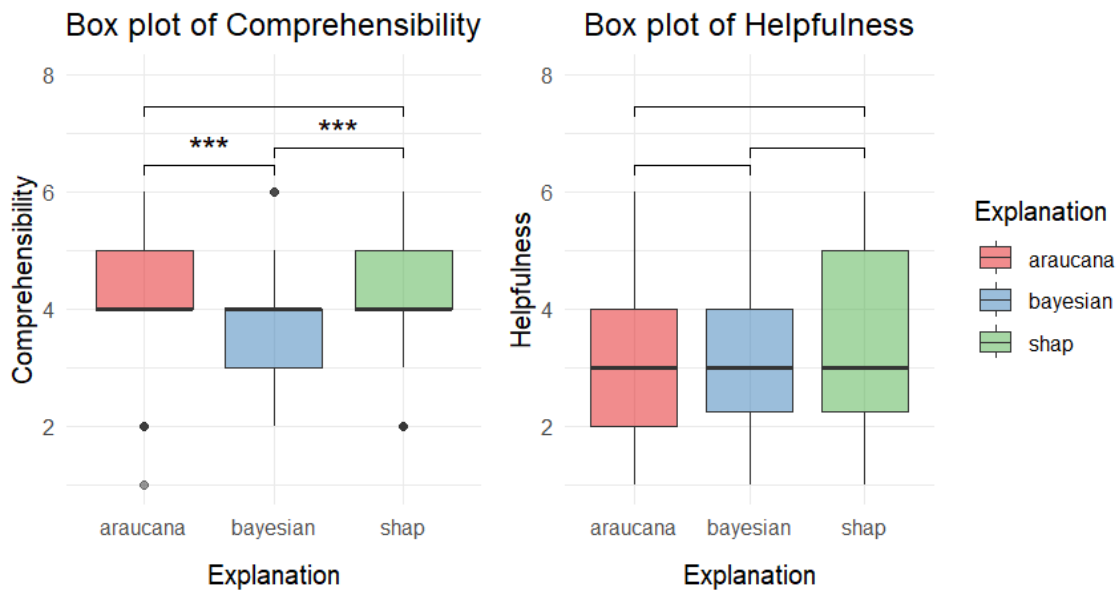 Box plot of Comprehensibility
Comprehensibility
8
6
4
2
***
***
araucana
bayesian
shap
Explanation
Box plot of Helpfulness
Helpfulness
8
6
4
2
araucana
bayesian
shap
Explanation
Explanation
araucana
bayesian
shap